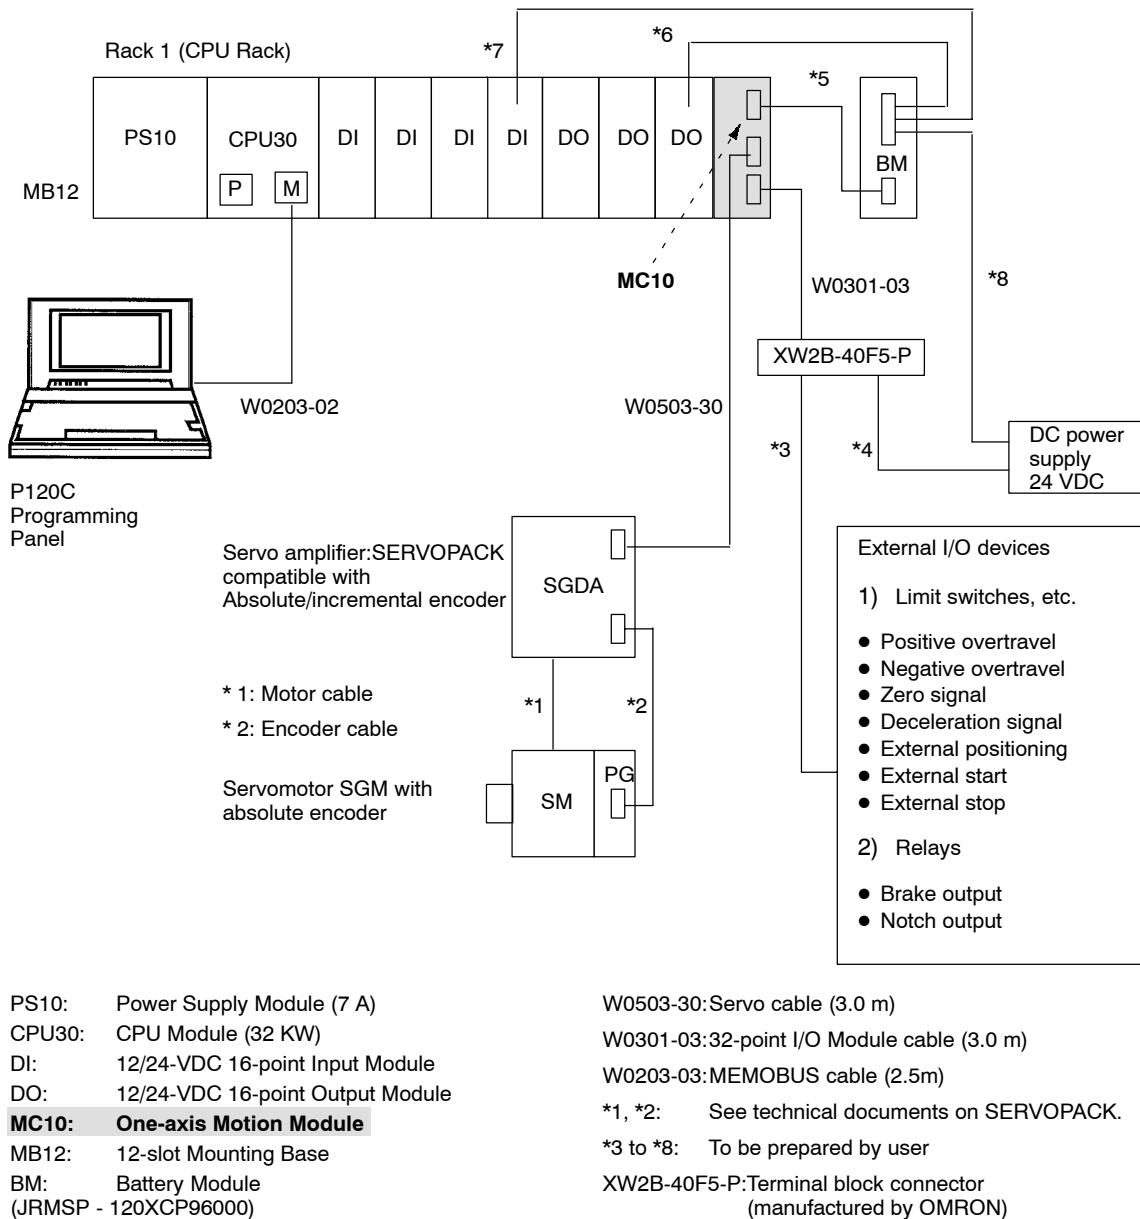 *7
*6
Rack 1 (CPU Rack)
*5
PS10
CPU30
DI
DI
DI
DI
DO
DO
DO
BM
P
M
MB12
MC10
W0301-03
*8
XW2B-40F5-P
W0203-02
W0503-30
*3
*4
DC power
supply
24 VDC
P120C
Programming
Panel
Servo amplifier:SERVOPACK
compatible with
Absolute/incremental encoder
SGDA
External I/O devices
1) Limit switches, etc.
● Positive overtravel
● Negative overtravel
● Zero signal
● Deceleration signal
● External positioning
● External start
● External stop
2) Relays
● Brake output
● Notch output
* 1: Motor cable
* 2: Encoder cable
*1
*2
Servomotor SGM with
absolute encoder
SM
PG
PS10: Power Supply Module (7 A)
CPU30: CPU Module (32 KW)
DI: 12/24-VDC 16-point Input Module
DO: 12/24-VDC 16-point Output Module
MC10: One-axis Motion Module
MB12: 12-slot Mounting Base
BM: Battery Module
(JRMSP - 120XCP96000)
W0503-30:Servo cable (3.0 m)
W0301-03:32-point I/O Module cable (3.0 m)
W0203-03:MEMOBUS cable (2.5m)
*1, *2: See technical documents on SERVOPACK.
*3 to *8: To be prepared by user
XW2B-40F5-P:Terminal block connector
(manufactured by OMRON)